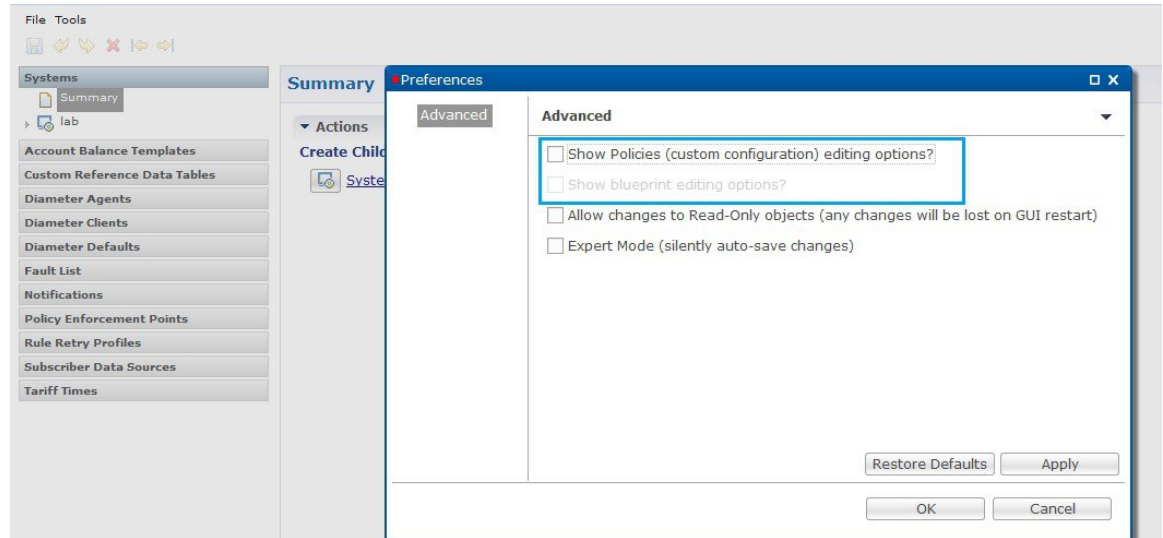 File Tools
Systems
Summary
lab
Account Balance Templates
Custom Reference Data Tables
Diameter Agents
Diameter Clients
Diameter Defaults
Fault List
Notifications
Policy Enforcement Points
Rule Retry Profiles
Subscriber Data Sources
Tariff Times
Summary
Actions
Create Child
Syste
Preferences
Advanced
Advanced
Show Policies (custom configuration) editing options?
Show blueprint editing options?
Allow changes to Read-Only objects (any changes will be lost on GUI restart)
Expert Mode (silently auto-save changes)
Restore Defaults Apply
OK Cancel